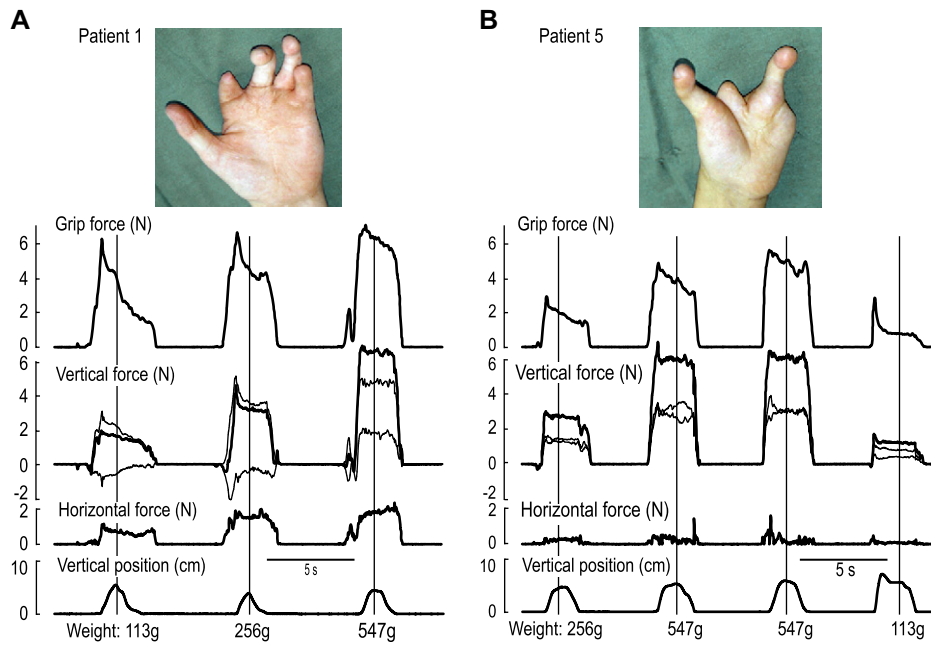 A
Patient 1
Grip force (N)
6
4
2
0
6
Vertical force (N)
4
2
0
-2
2
Horizontal force (N)
0
5 s
10
Vertical position (cm)
0
Weight: 113g 256g 547g
B
Patient 5
Grip force (N)
6
4
2
0
6
Vertical force (N)
4
2
0
-2
Horizontal force (N)
2
0
10
Vertical position (cm)
5 s
0
Weight: 256g 547g 547g 113g